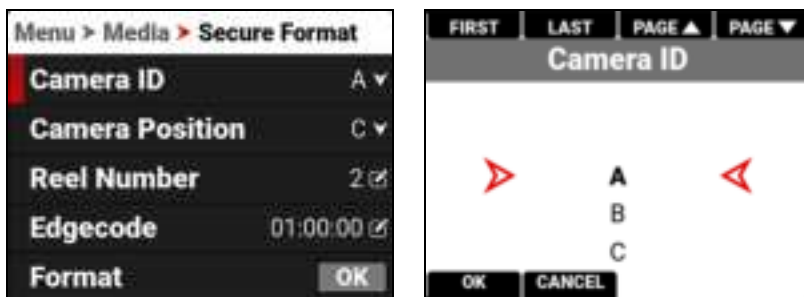 Menu > Media > Secure Format
Camera ID A
Camera Position C
Reel Number 2
Edgecode 01:00:00
Format OK
FIRST LAST PAGE▲ PAGE▼
Camera ID
A
B
C
OK CANCEL